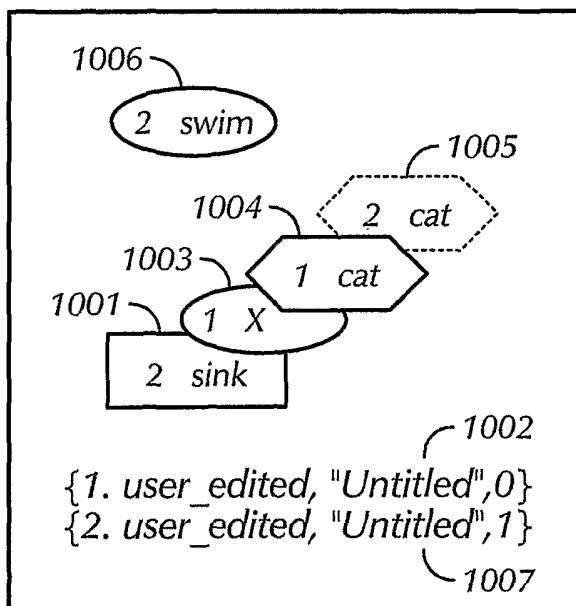 1006
2 swim
1005
2 cat
1004
1 cat
1003
1 X
1001
2 sink
1002
{1. user_edited, "Untitled",0}
{2. user_edited, "Untitled",1}
1007